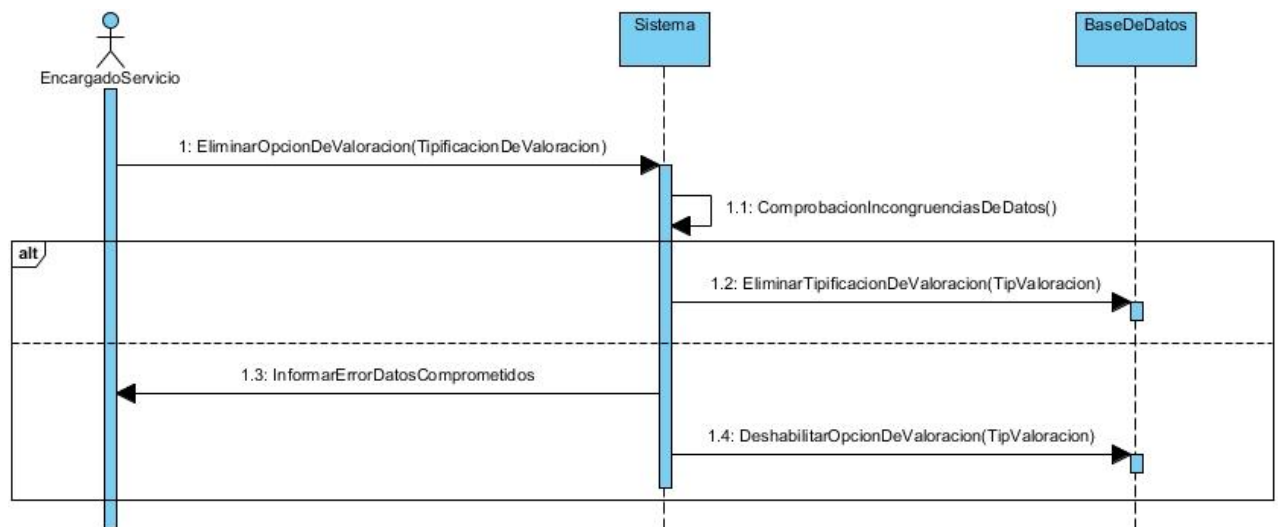 EncargadoServicio
Sistema
BaseDeDatos
1: EliminarOpcionDeValoracion(TipificacionDeValoracion)
1.1: ComprobacionIncongruenciasDeDatos()
alt
1.2: EliminarTipificacionDeValoracion(TipValoracion)
1.3: InformarErrorDatosComprometidos
1.4: DeshabilitarOpcionDeValoracion(TipValoracion)